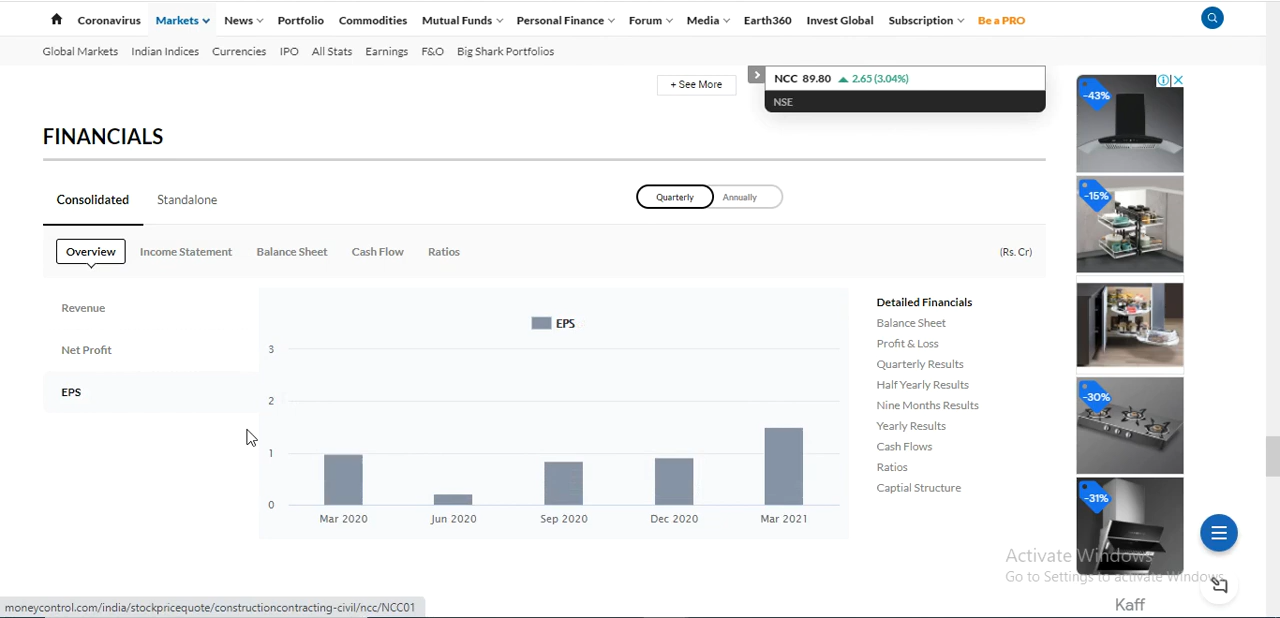 Coronavirus Markets News Portfolio Commodities Mutual Funds Personal Finance Forum Media Earth360 Invest Global Subscription Be a PRO
Global Markets Indian Indices Currencies IPO All Stats Earnings F&O Big Shark Portfolios
+ See More
NCC 89.80 2.65 (3.04%)
NSE
FINANCIALS
Consolidated Standalone
Quarterly Annually
Overview Income Statement Balance Sheet Cash Flow Ratios (Rs. Cr)
Revenue
Net Profit
EPS
EPS
3
2
1
0
Mar 2020 Jun 2020 Sep 2020 Dec 2020 Mar 2021
Detailed Financials
Balance Sheet
Profit & Loss
Quarterly Results
Half Yearly Results
Nine Months Results
Yearly Results
Cash Flows
Ratios
Captial Structure
-43%
-15%
-30%
-31%
Kaff
Activate Windows
Go to Settings to activate Windows
moneycontrol.com/india/stockpricequote/constructioncontracting-civil/ncc/NCC01